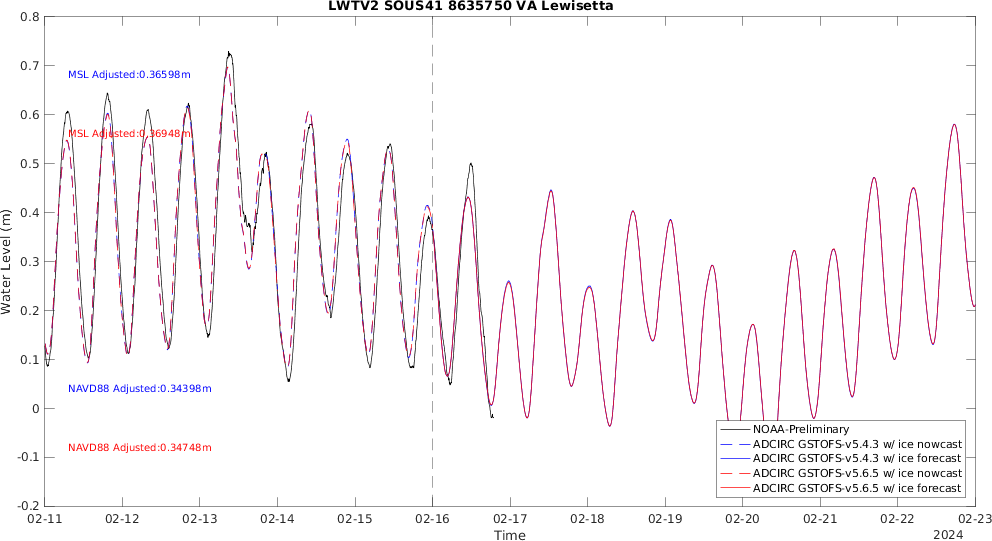 LWTV2 SOUS41 8635750 VA Lewisetta
0.8
0.7
0.6
0.5
0.4
0.3
0.2
0.1
0
-0.1
-0.2
Water Level (m)
MSL Adjusted:0.36598m
MSL Adjusted:0.36948m
NAVD88 Adjusted:0.34398m
NAVD88 Adjusted:0.34748m
NOAA-Preliminary
ADCIRC GSTOFS-v5.4.3 w/ ice nowcast
ADCIRC GSTOFS-v5.4.3 w/ ice forecast
ADCIRC GSTOFS-v5.6.5 w/ ice nowcast
ADCIRC GSTOFS-v5.6.5 w/ ice forecast
02-11 02-12 02-13 02-14 02-15 02-16 02-17 02-18 02-19 02-20 02-21 02-22 02-23
Time
2024